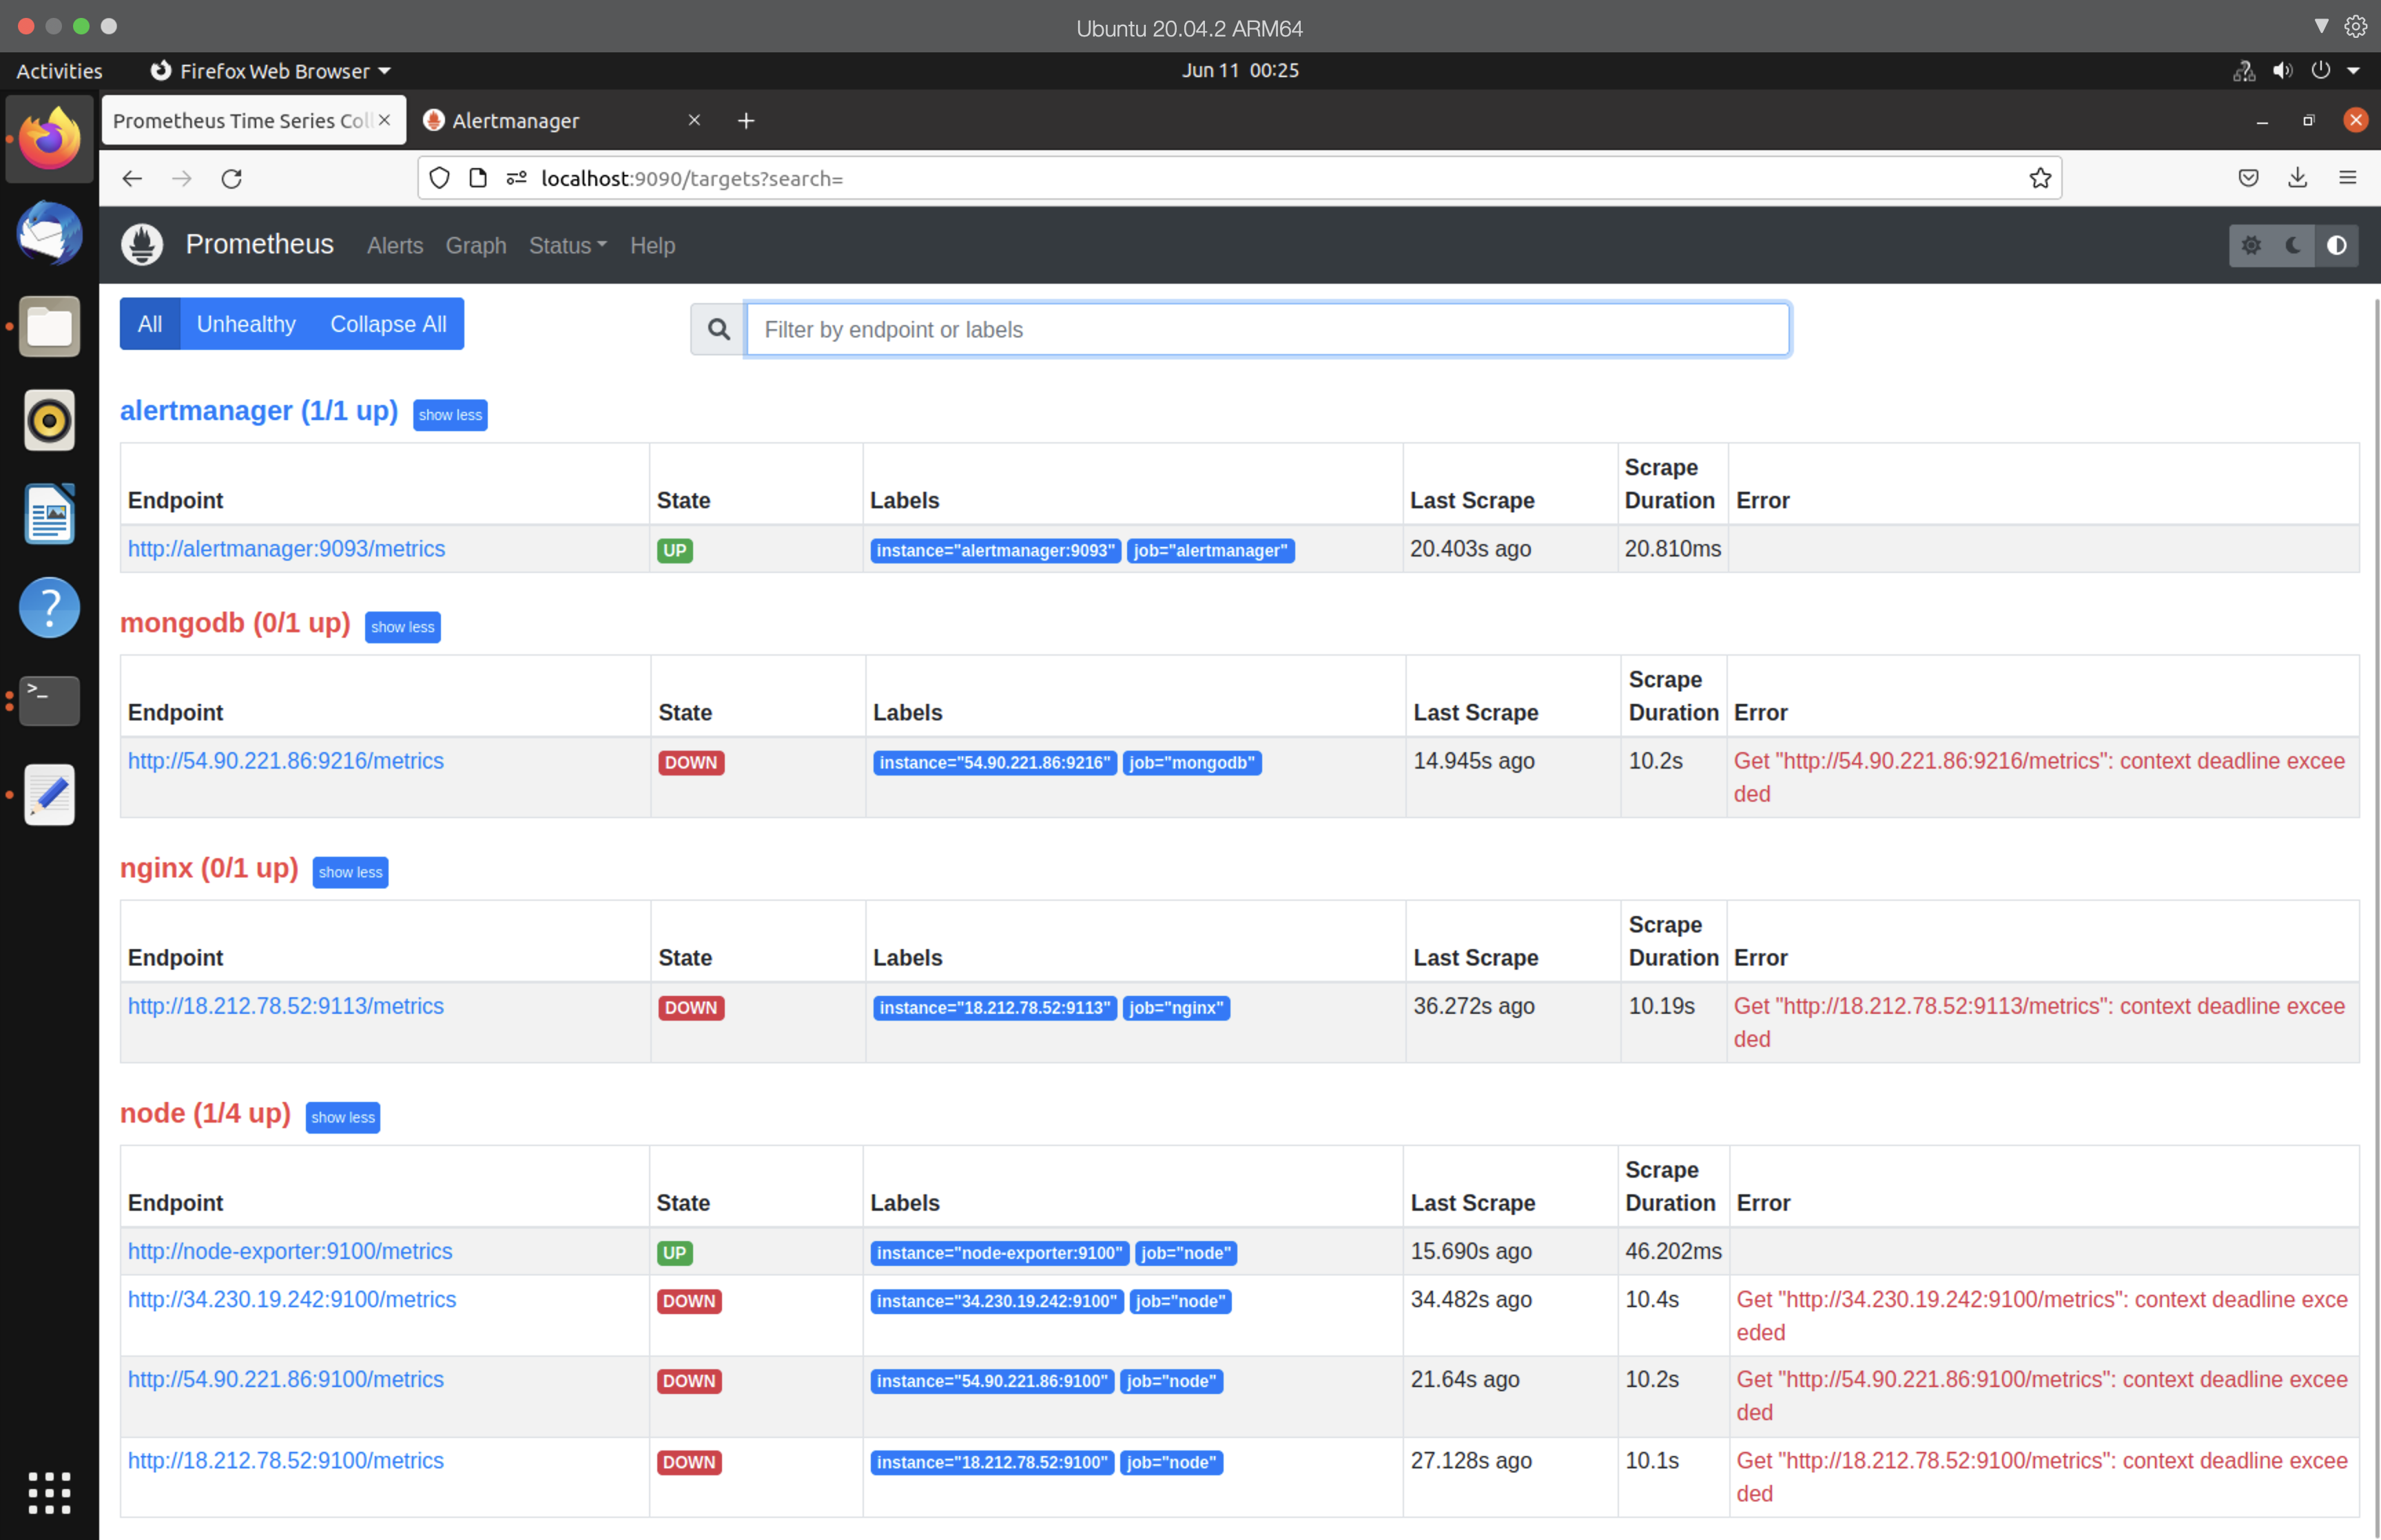 Ubuntu 20.04.2 ARM64
Activities Firefox Web Browser Jun 11 00:25
Prometheus Time Series Coll Alertmanager
localhost:9090/targets?search=
Prometheus Alerts Graph Status Help
All Unhealthy Collapse All Filter by endpoint or labels
alertmanager (1/1 up) show less
Endpoint State Labels Last Scrape Scrape Duration Error
http://alertmanager:9093/metrics UP instance="alertmanager:9093" job="alertmanager" 20.403s ago 20.810ms
mongodb (0/1 up) show less
Endpoint State Labels Last Scrape Scrape Duration Error
http://54.90.221.86:9216/metrics DOWN instance="54.90.221.86:9216" job="mongodb" 14.945s ago 10.2s Get "http://54.90.221.86:9216/metrics": context deadline excee
ded
nginx (0/1 up) show less
Endpoint State Labels Last Scrape Scrape Duration Error
http://18.212.78.52:9113/metrics DOWN instance="18.212.78.52:9113" job="nginx" 36.272s ago 10.19s Get "http://18.212.78.52:9113/metrics": context deadline excee
ded
node (1/4 up) show less
Endpoint State Labels Last Scrape Scrape Duration Error
http://node-exporter:9100/metrics UP instance="node-exporter:9100" job="node" 15.690s ago 46.202ms
http://34.230.19.242:9100/metrics DOWN instance="34.230.19.242:9100" job="node" 34.482s ago 10.4s Get "http://34.230.19.242:9100/metrics": context deadline exce
eded
http://54.90.221.86:9100/metrics DOWN instance="54.90.221.86:9100" job="node" 21.64s ago 10.2s Get "http://54.90.221.86:9100/metrics": context deadline excee
ded
http://18.212.78.52:9100/metrics DOWN instance="18.212.78.52:9100" job="node" 27.128s ago 10.1s Get "http://18.212.78.52:9100/metrics": context deadline excee
ded